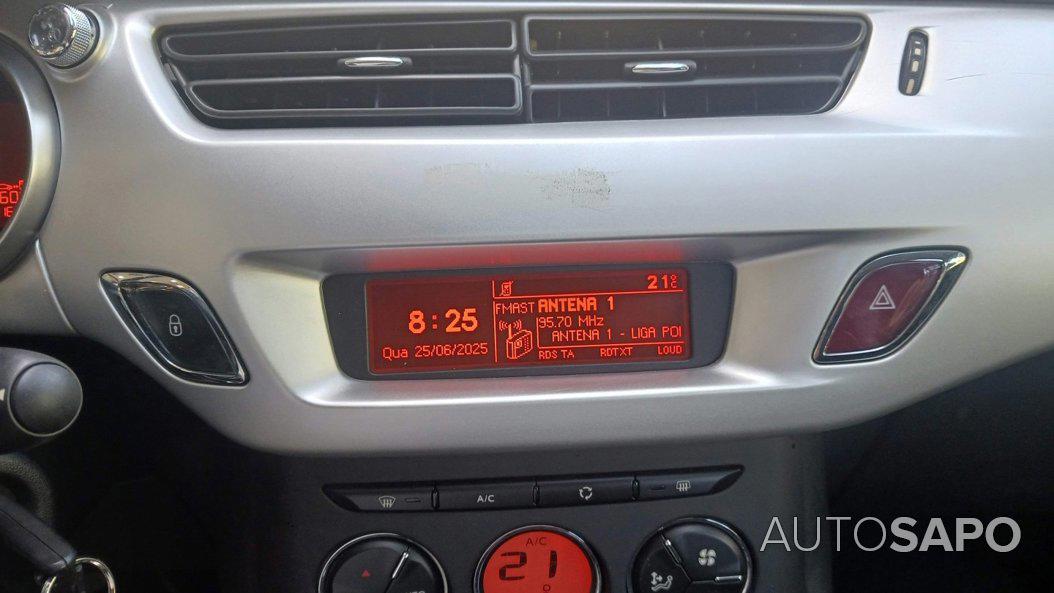 21°C
FMAST ANTENA 1
8:25
95.70 MHz
ANTENA 1 - LIGA POI
Qua 25/06/2025
RDS TA RDTXT LOUD
60
A/C
A/C
21
AUTOSAPO